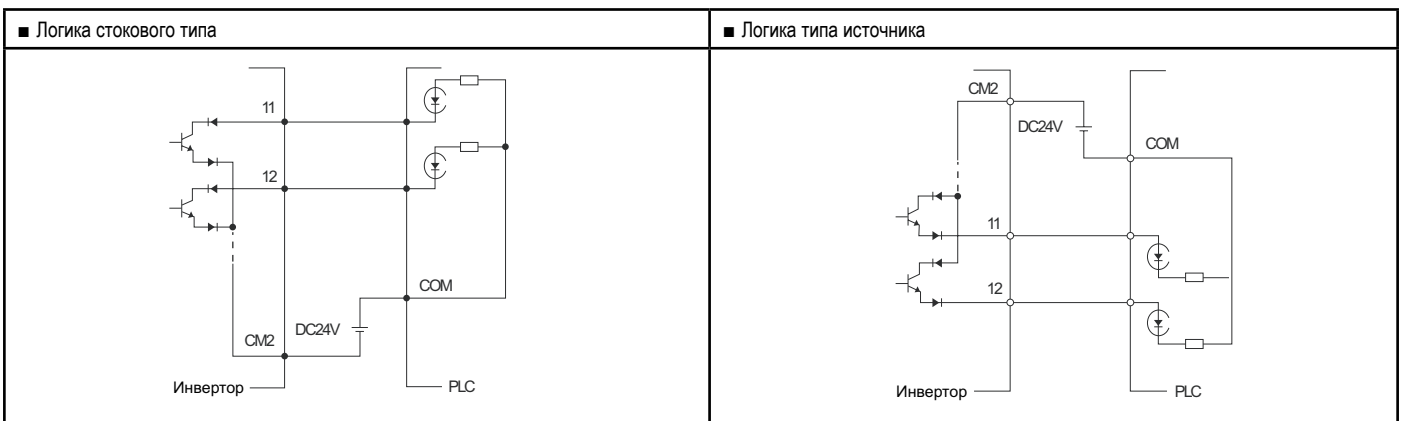 ■ Логика стокового типа
■ Логика типа источника
11
12
COM
DC24V
CM2
Инвертор
PLC
CM2
DC24V
COM
11
12
Инвертор
PLC